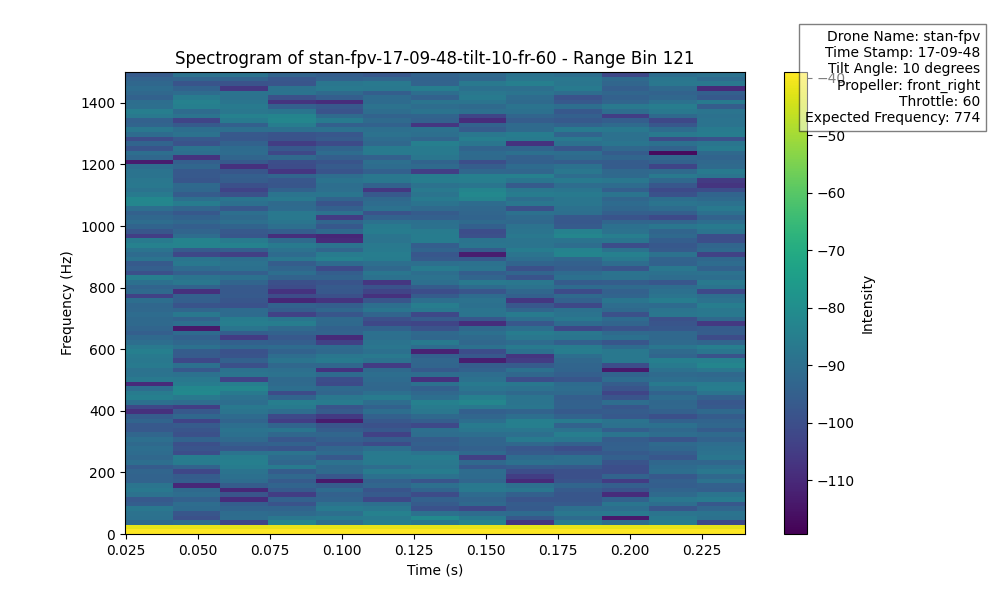 Spectrogram of stan-fpv-17-09-48-tilt-10-fr-60 - Range Bin 121
Drone Name: stan-fpv
Time Stamp: 17-09-48
Tilt Angle: 10 degrees
Propeller: front_right
Throttle: 60
Expected Frequency: 774
Frequency (Hz)
1400
1200
1000
800
600
400
200
0
0.025
0.050
0.075
0.100
0.125
0.150
0.175
0.200
0.225
Time (s)
−40
−50
−60
−70
−80
−90
−100
−110
Intensity